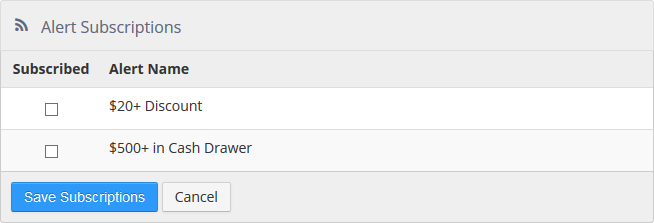 Alert Subscriptions
Subscribed Alert Name
$20+ Discount
$500+ in Cash Drawer
Save Subscriptions Cancel